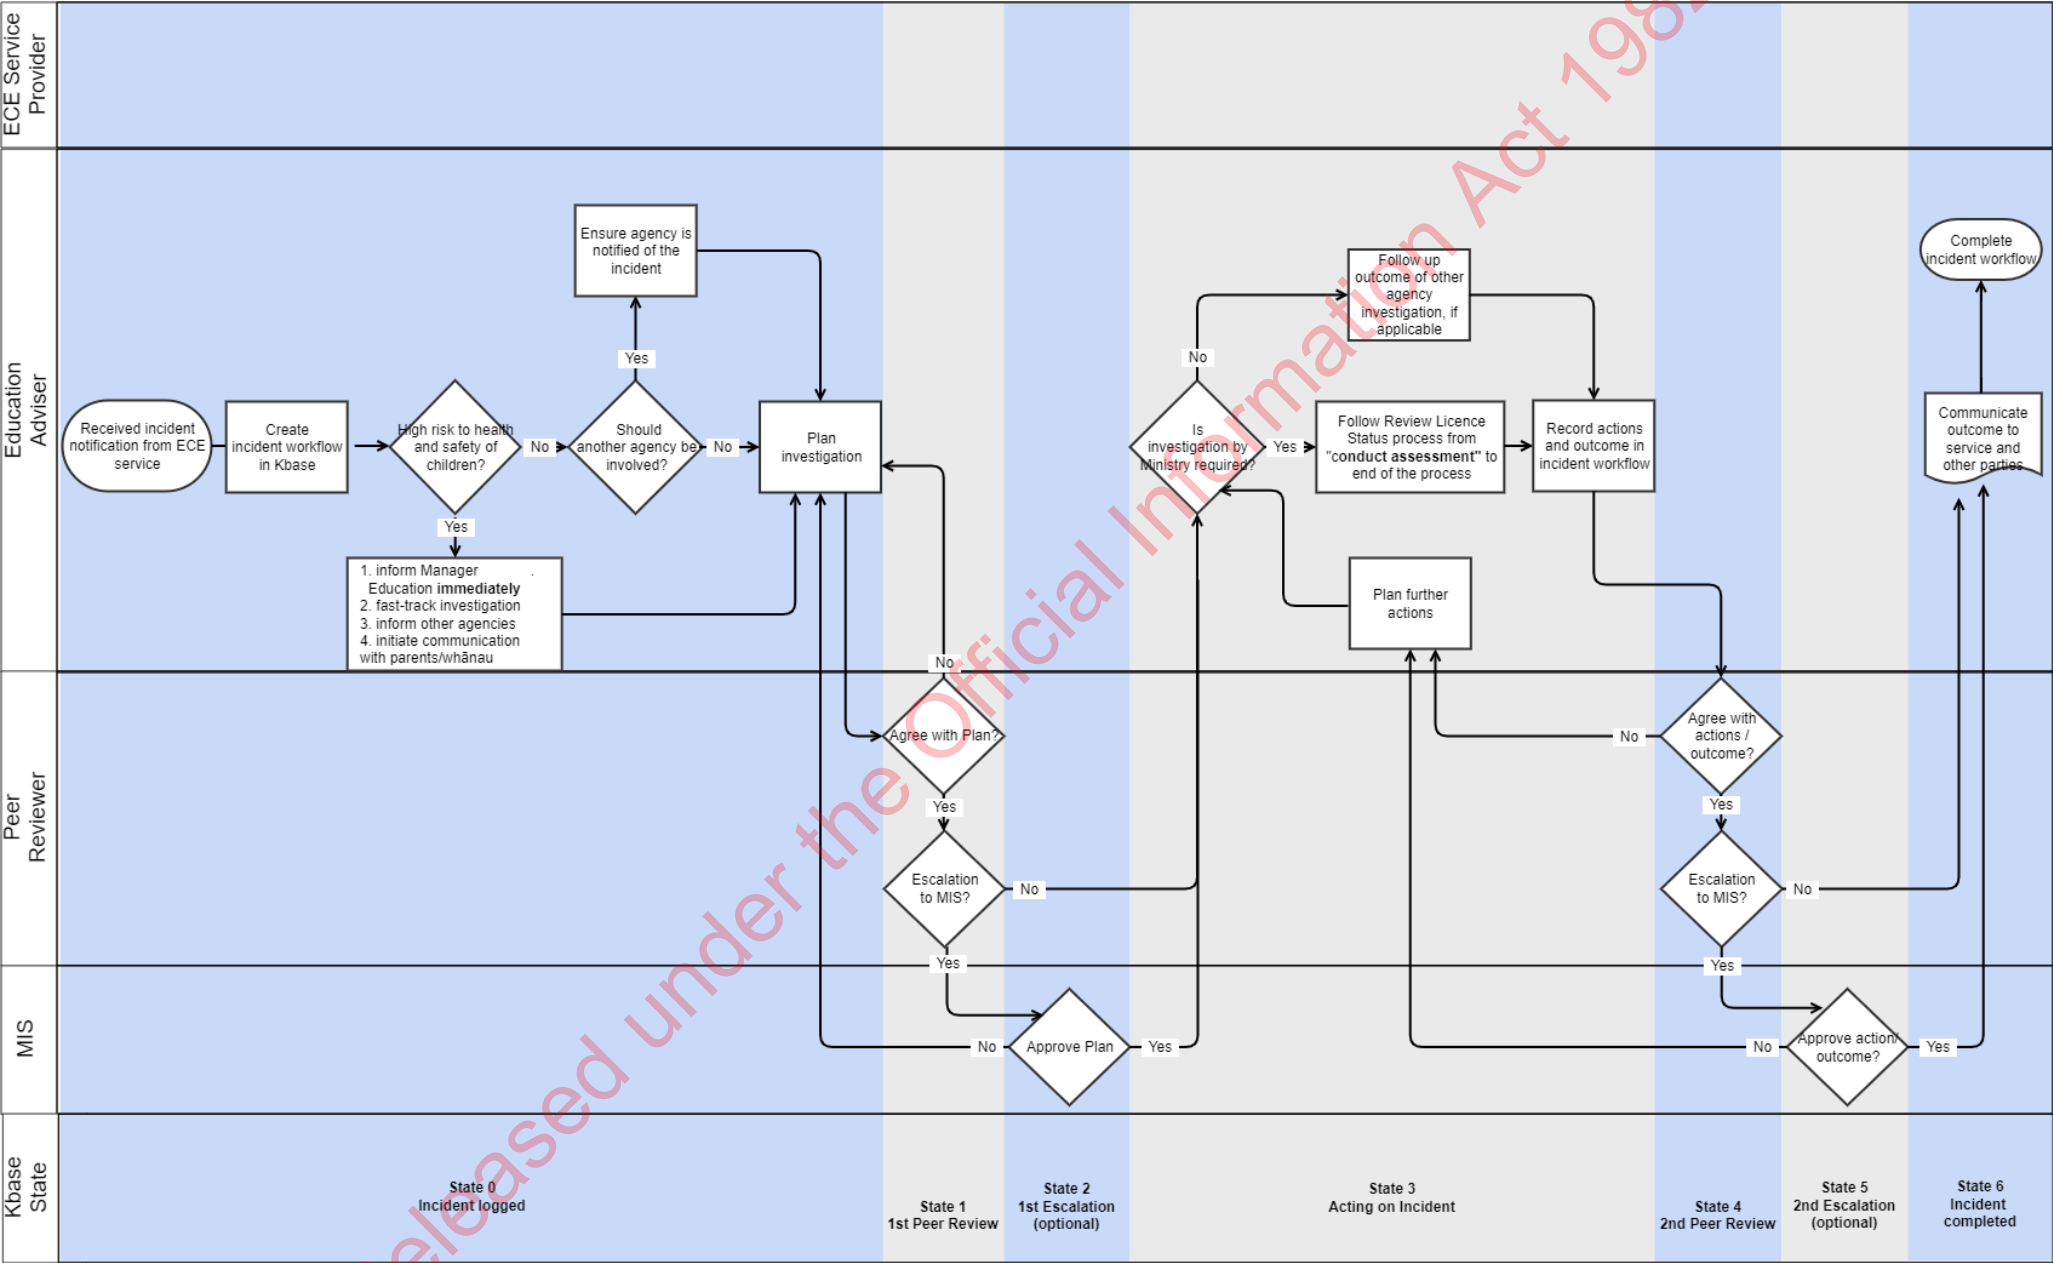 ECE Service
Provider
Education
Adviser
Peer
Reviewer
MIS
Kbase
State
Received incident
notification from ECE
service
Create
incident workflow
in Kbase
High risk to health
and safety of
children?
No
Yes
1. inform Manager
Education immediately
2. fast-track investigation
3. inform other agencies
4. initiate communication
with parents/whānau
Should
another agency be
involved?
Yes
No
Ensure agency is
notified of the
incident
Plan
investigation
No
Agree with Plan?
Yes
Escalation
to MIS?
No
Yes
No
Approve Plan
Yes
Is
investigation by
Ministry required?
No
Yes
Follow up
outcome of other
agency
investigation, if
applicable
Follow Review Licence
Status process from
"conduct assessment" to
end of the process
Record actions
and outcome in
incident workflow
Plan further
actions
No
Agree with
actions /
outcome?
Yes
Escalation
to MIS?
No
Yes
No
Approve action/
outcome?
Yes
Communicate
outcome to
service and
other parties
Complete
incident workflow
State 0
Incident logged
State 1
1st Peer Review
State 2
1st Escalation
(optional)
State 3
Acting on Incident
State 4
2nd Peer Review
State 5
2nd Escalation
(optional)
State 6
Incident
completed
eleased under the Official Information Act 198